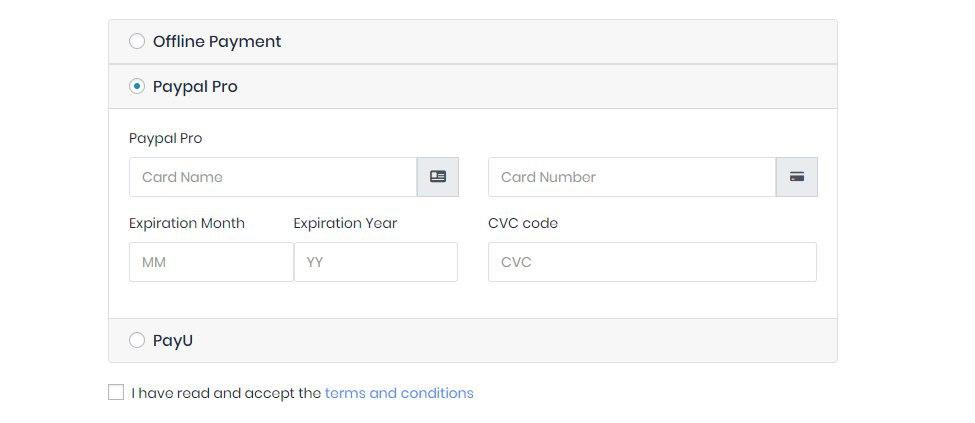 Offline Payment
Paypal Pro
Paypal Pro
Card Name
Card Number
Expiration Month
Expiration Year
CVC code
MM
YY
CVC
PayU
I have read and accept the terms and conditions